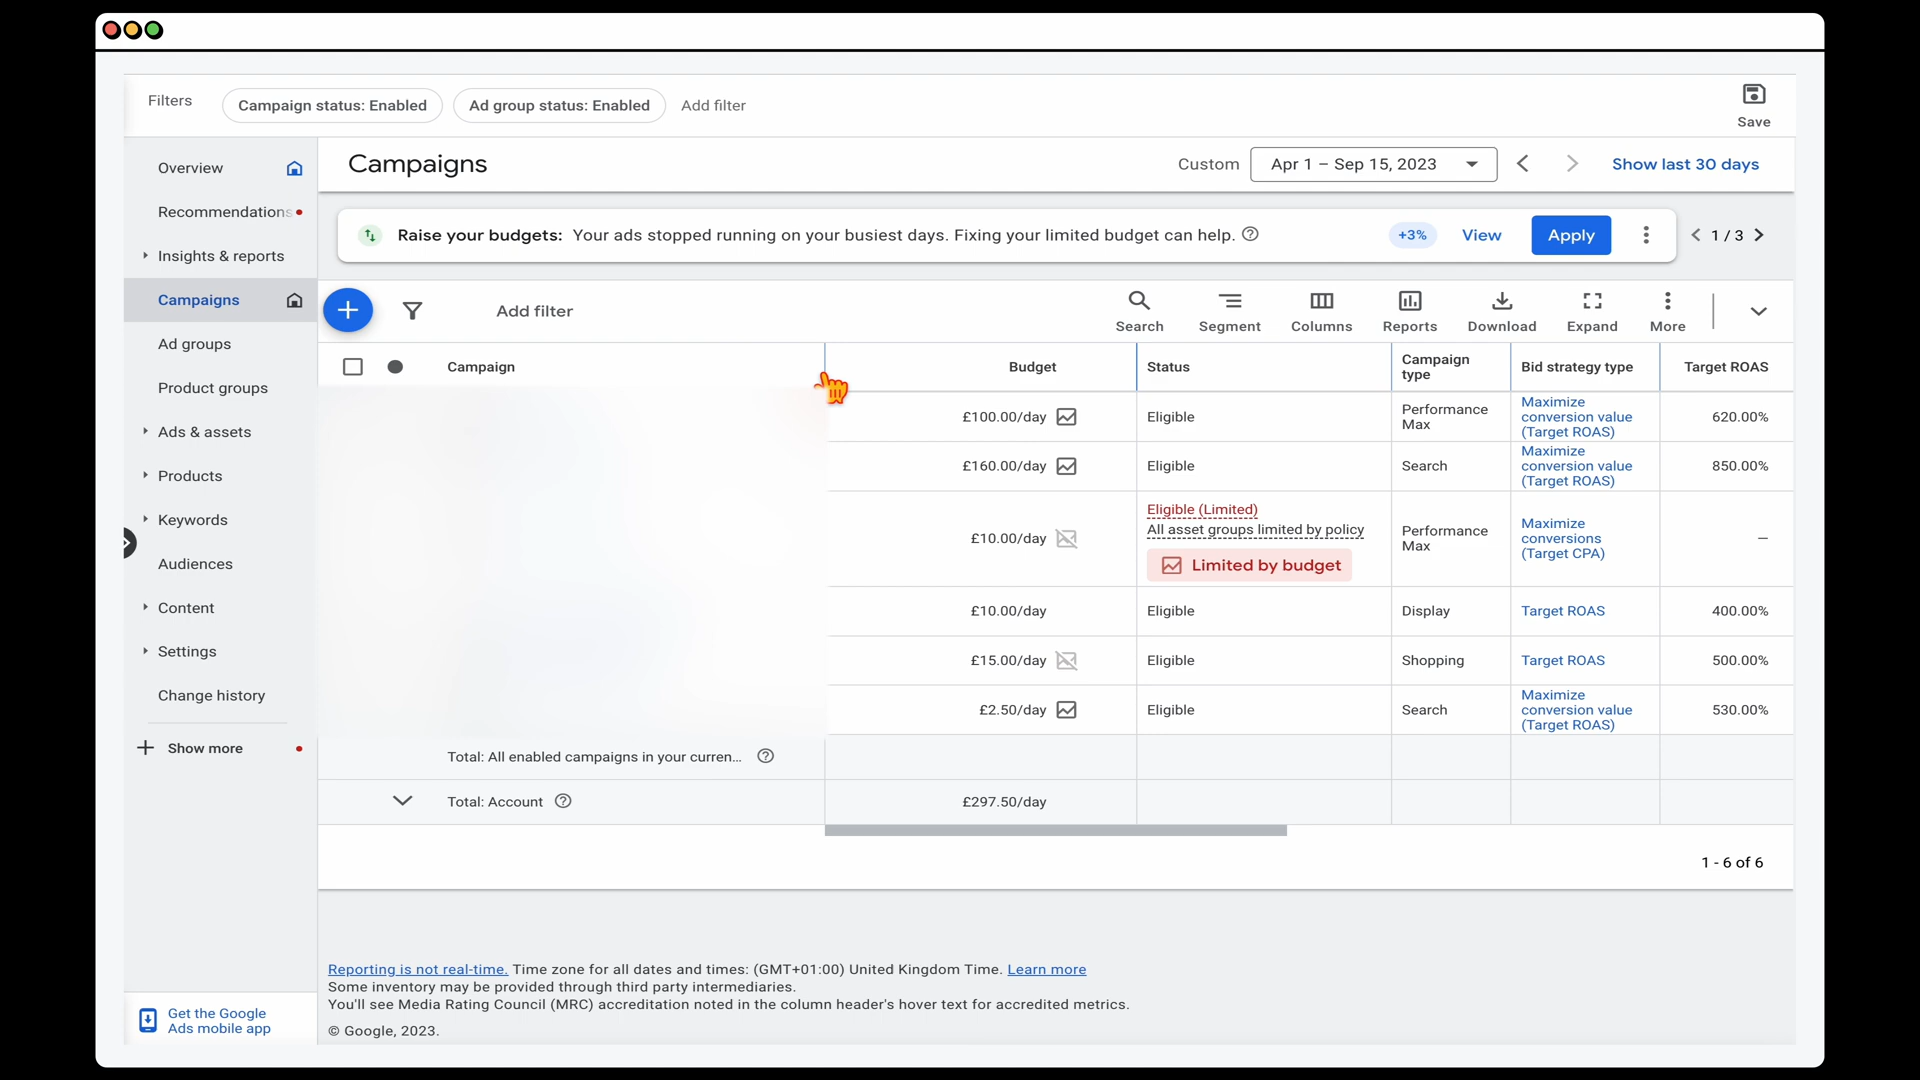 Filters
Campaign status: Enabled
Ad group status: Enabled
Add filter
Save
Overview
Recommendations
Insights & reports
Campaigns
Ad groups
Product groups
Ads & assets
Products
Keywords
Audiences
Content
Settings
Change history
Show more
Get the Google
Ads mobile app
Campaigns
Custom
Apr 1 – Sep 15, 2023
Show last 30 days
Raise your budgets: Your ads stopped running on your busiest days. Fixing your limited budget can help.
+3%
View
Apply
1 / 3
Add filter
Search
Segment
Columns
Reports
Download
Expand
More
Campaign
Budget
Status
Campaign
type
Bid strategy type
Target ROAS
£100.00/day
Eligible
Performance
Max
Maximize
conversion value
(Target ROAS)
620.00%
£160.00/day
Eligible
Search
Maximize
conversion value
(Target ROAS)
850.00%
£10.00/day
Eligible (Limited)
All asset groups limited by policy
Limited by budget
Performance
Max
Maximize
conversions
(Target CPA)
–
£10.00/day
Eligible
Display
Target ROAS
400.00%
£15.00/day
Eligible
Shopping
Target ROAS
500.00%
£2.50/day
Eligible
Search
Maximize
conversion value
(Target ROAS)
530.00%
Total: All enabled campaigns in your curren...
Total: Account
£297.50/day
1 - 6 of 6
Reporting is not real-time. Time zone for all dates and times: (GMT+01:00) United Kingdom Time. Learn more
Some inventory may be provided through third party intermediaries.
You'll see Media Rating Council (MRC) accreditation noted in the column header's hover text for accredited metrics.
© Google, 2023.